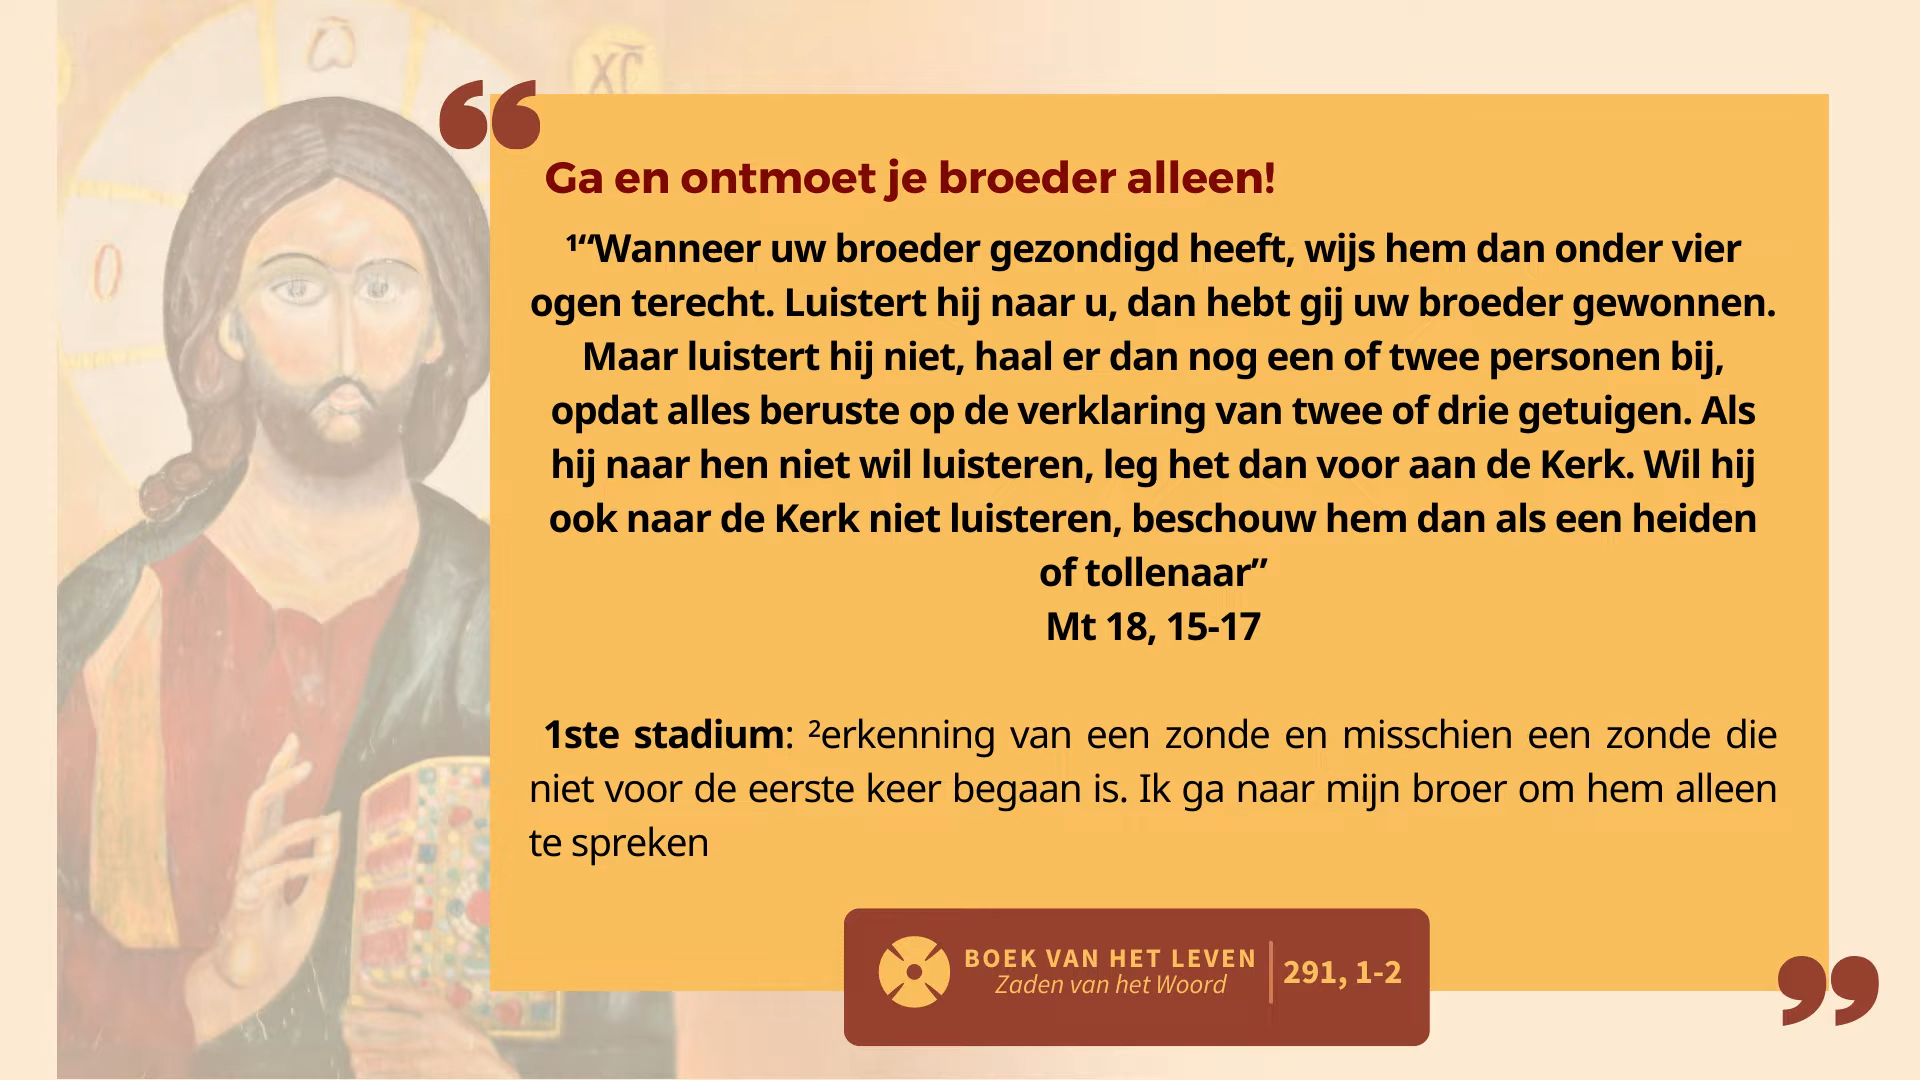 ω
XC
O
“
Ga en ontmoet je broeder alleen!
¹“Wanneer uw broeder gezondigd heeft, wijs hem dan onder vier
ogen terecht. Luistert hij naar u, dan hebt gij uw broeder gewonnen.
Maar luistert hij niet, haal er dan nog een of twee personen bij,
opdat alles beruste op de verklaring van twee of drie getuigen. Als
hij naar hen niet wil luisteren, leg het dan voor aan de Kerk. Wil hij
ook naar de Kerk niet luisteren, beschouw hem dan als een heiden
of tollenaar”
Mt 18, 15-17
1ste stadium: ²erkenning van een zonde en misschien een zonde die
niet voor de eerste keer begaan is. Ik ga naar mijn broer om hem alleen
te spreken
BOEK VAN HET LEVEN
Zaden van het Woord
291, 1-2
”